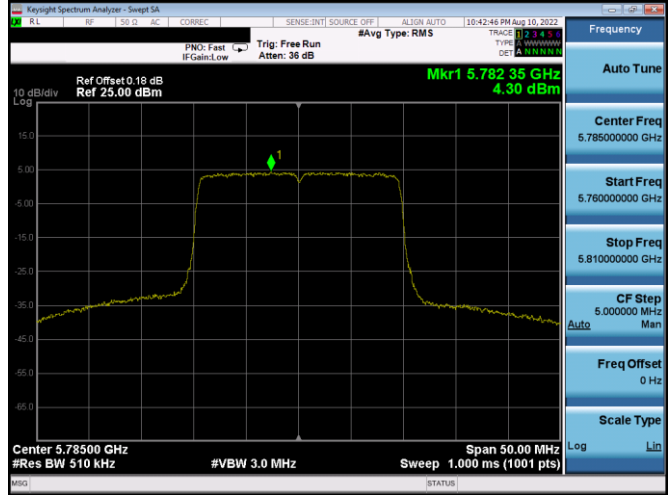 Keysight Spectrum Analyzer - Swept SA
RL RF 50 Ω AC CORREC SENSE:INT SOURCE OFF ALIGN AUTO 10:42:46 PM Aug 10, 2022
Frequency
#Avg Type: RMS
TRACE 1 2 3 4 5 6
PNO: Fast Trig: Free Run
TYPE A WWWWW
IFGain:Low Atten: 36 dB
DET A N N N N N
Auto Tune
Mkr1 5.782 35 GHz
4.30 dBm
Ref Offset 0.18 dB
10 dB/div Ref 25.00 dBm
Log
15.0
5.00
-5.00
-15.0
-25.0
-35.0
-45.0
-55.0
-65.0
1
Center 5.78500 GHz Span 50.00 MHz
#Res BW 510 kHz #VBW 3.0 MHz Sweep 1.000 ms (1001 pts)
MSG STATUS
Center Freq
5.785000000 GHz
Start Freq
5.760000000 GHz
Stop Freq
5.810000000 GHz
CF Step
5.000000 MHz
Auto Man
Freq Offset
0 Hz
Scale Type
Log Lin